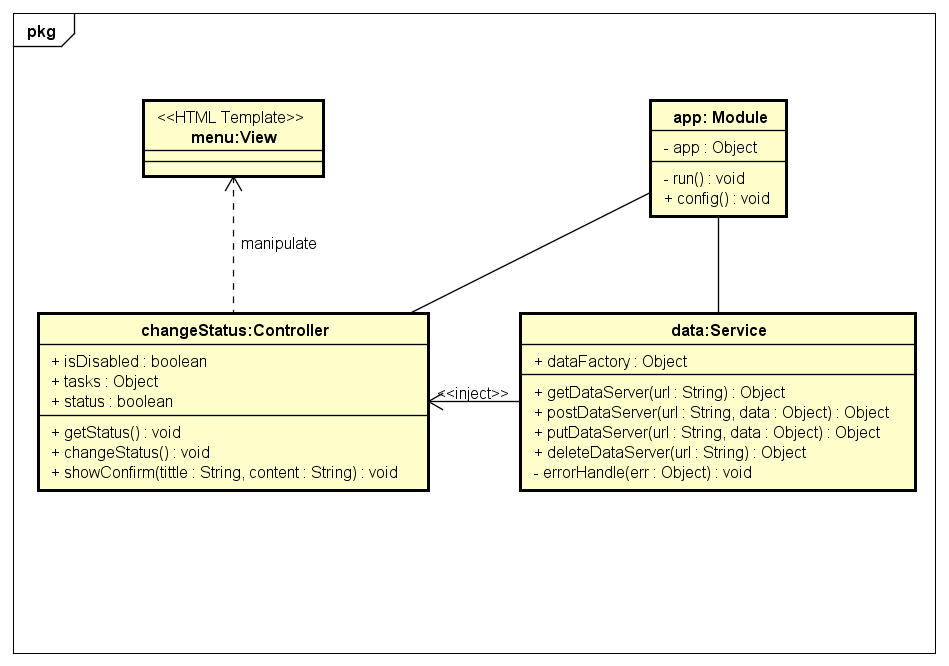 pkg
<<HTML Template>>
menu:View
app: Module
- app : Object
- run() : void
+ config() : void
manipulate
changeStatus:Controller
+ isDisabled : boolean
+ tasks : Object
+ status : boolean
+ getStatus() : void
+ changeStatus() : void
+ showConfirm(tittle : String, content : String) : void
<<inject>>
data:Service
+ dataFactory : Object
+ getDataServer(url : String) : Object
+ postDataServer(url : String, data : Object) : Object
+ putDataServer(url : String, data : Object) : Object
+ deleteDataServer(url : String) : Object
- errorHandle(err : Object) : void